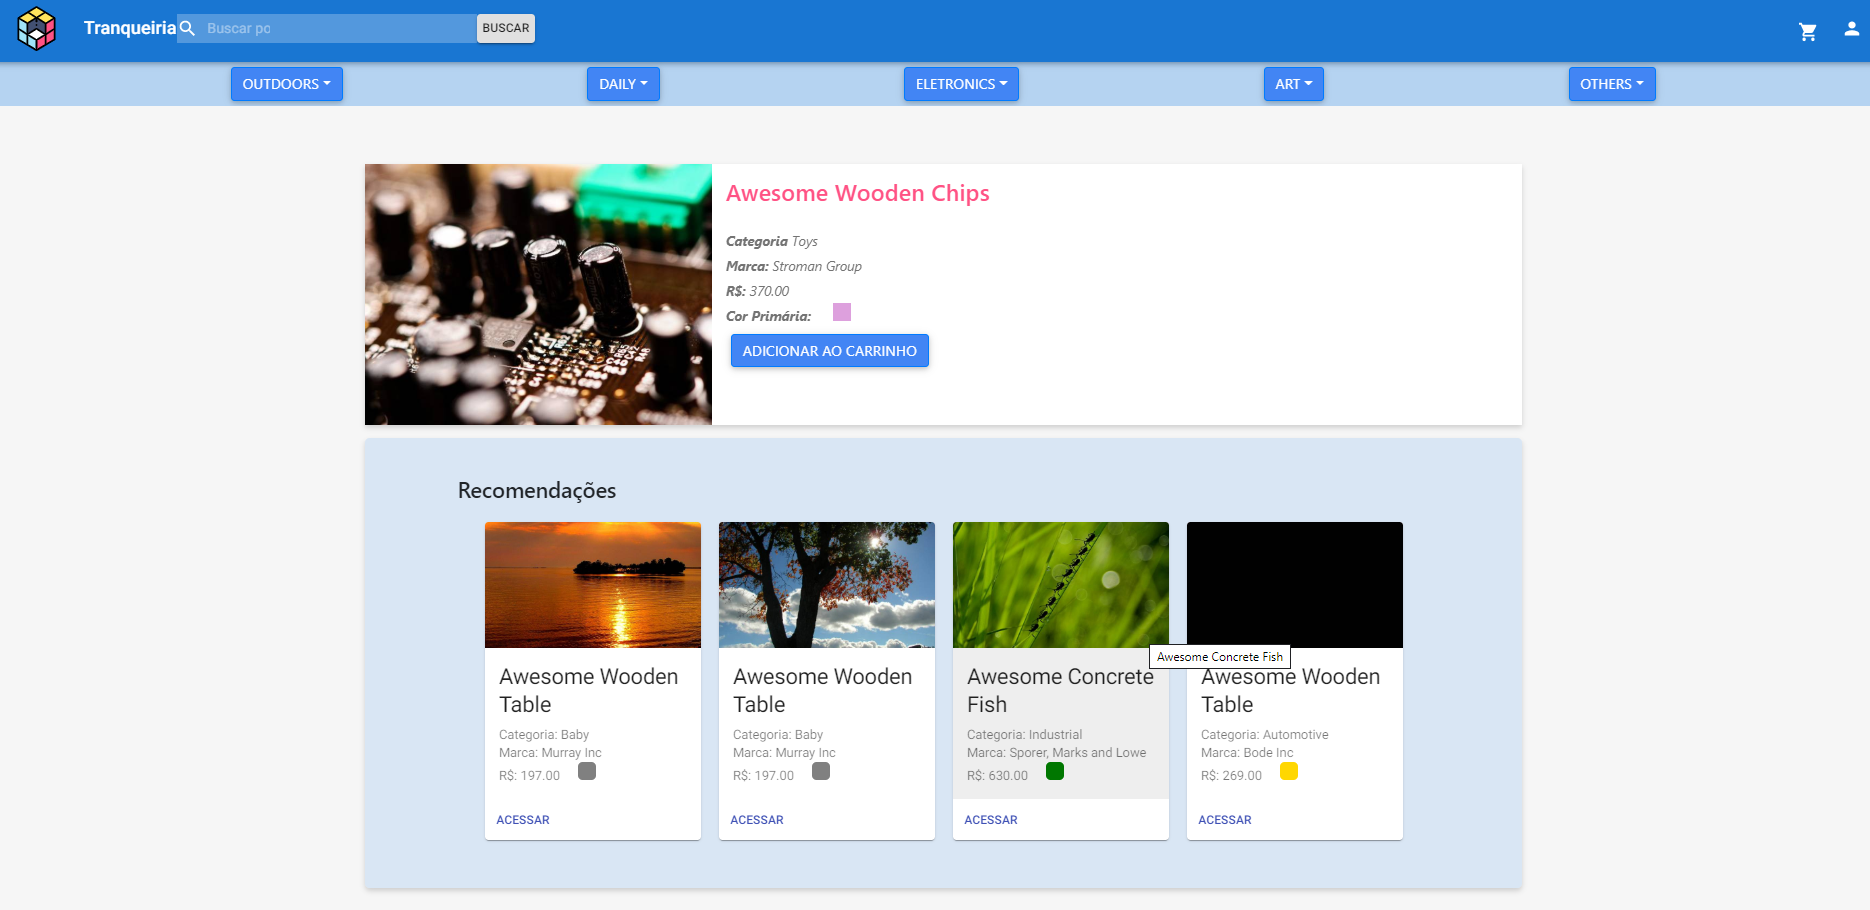 Tranqueiria
Buscar po
BUSCAR
OUTDOORS
DAILY
ELETRONICS
ART
OTHERS
Awesome Wooden Chips
Categoria Toys
Marca: Stroman Group
R$: 370.00
Cor Primária:
ADICIONAR AO CARRINHO
Recomendações
Awesome Wooden
Table
Categoria: Baby
Marca: Murray Inc
R$: 197.00
ACESSAR
Awesome Wooden
Table
Categoria: Baby
Marca: Murray Inc
R$: 197.00
ACESSAR
Awesome Concrete
Fish
Categoria: Industrial
Marca: Sporer, Marks and Lowe
R$: 630.00
ACESSAR
Awesome Concrete Fish
Awesome Wooden
Table
Categoria: Automotive
Marca: Bode Inc
R$: 269.00
ACESSAR